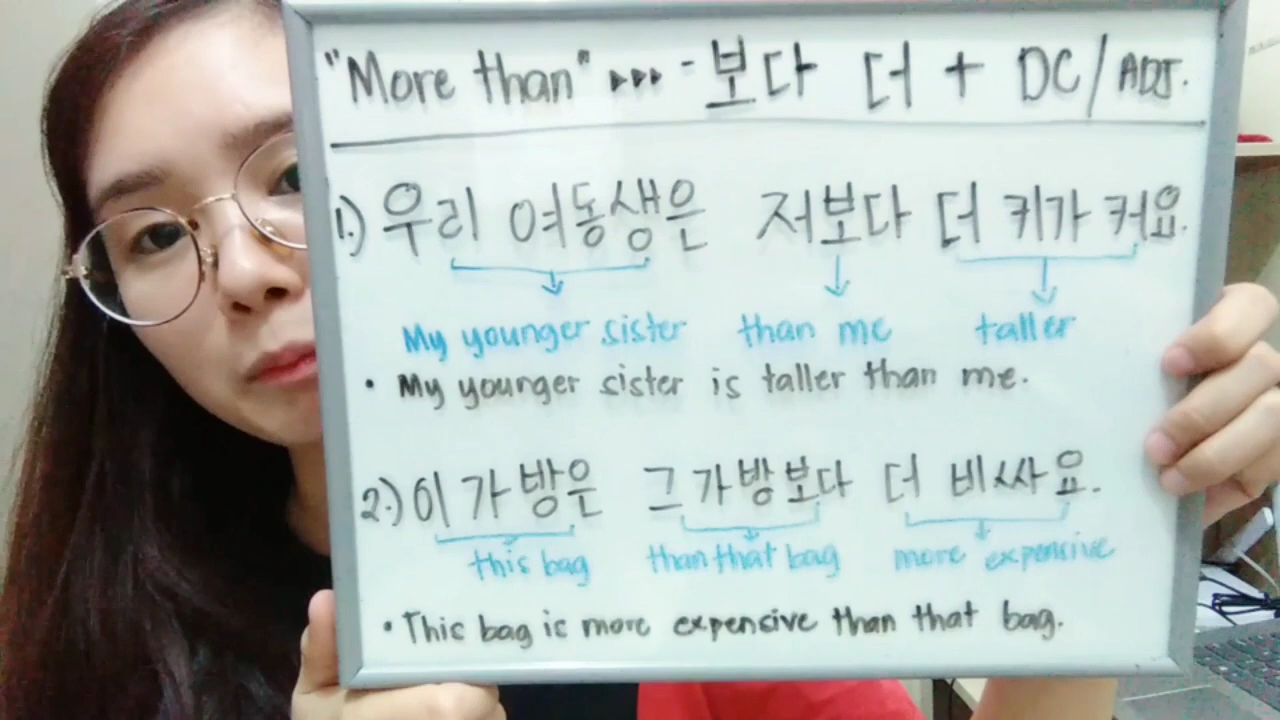 "More than" ▸▸▸ -보다 더 + DC/ADJ.
1.) 우리 여동생은 저보다 더 키가 커요.
My younger sister than me taller
• My younger sister is taller than me.
2.) 이 가방은 그 가방보다 더 비싸요.
this bag than that bag more expensive
• This bag is more expensive than that bag.